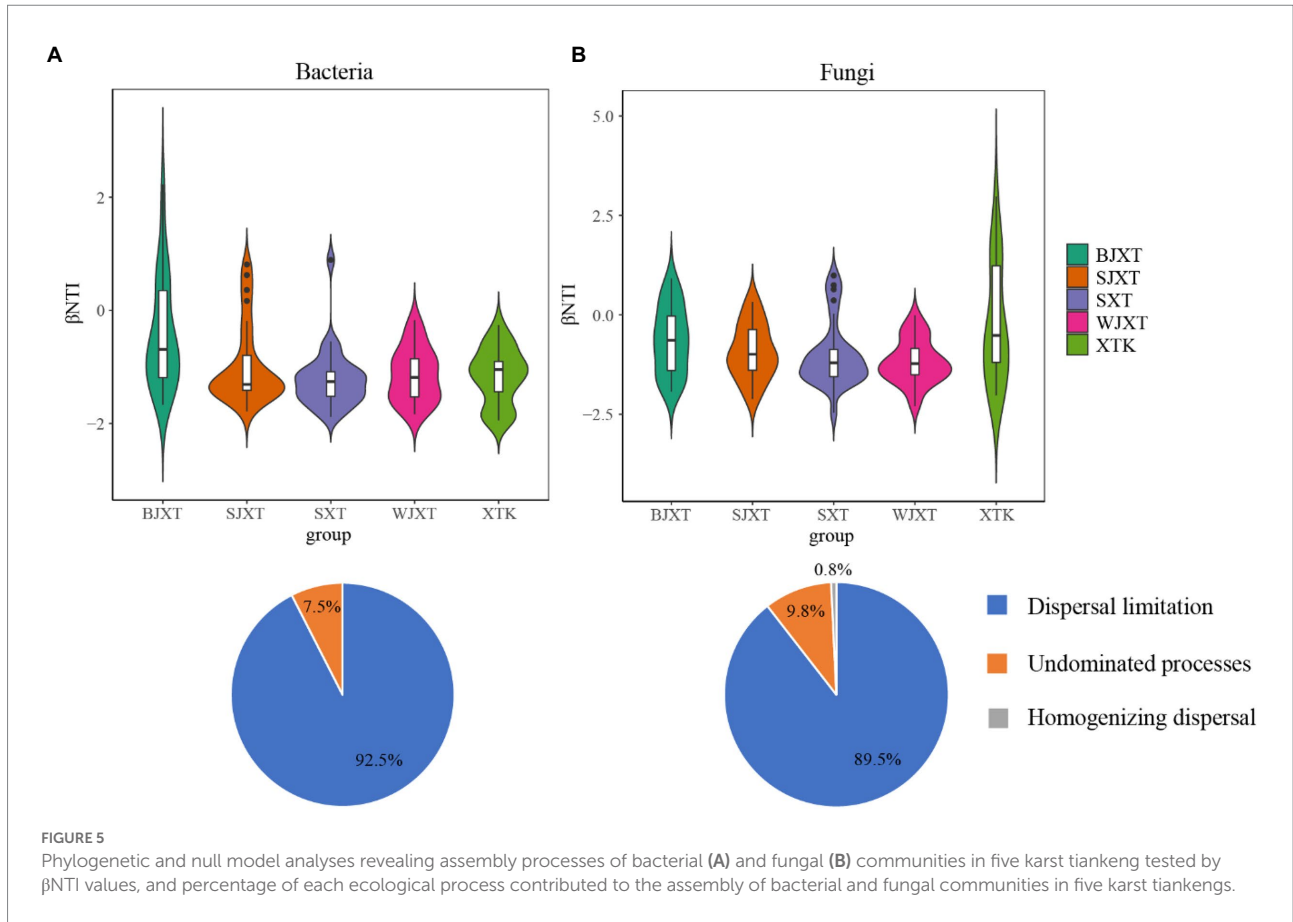 A
Bacteria
βNTI
2
0
−2
BJXT SJXT SXT WJXT XTK
group
B
Fungi
βNTI
5.0
2.5
0.0
−2.5
BJXT SJXT SXT WJXT XTK
group
BJXT
SJXT
SXT
WJXT
XTK
7.5%
92.5%
0.8%
9.8%
89.5%
Dispersal limitation
Undominated processes
Homogenizing dispersal
FIGURE 5
Phylogenetic and null model analyses revealing assembly processes of bacterial (A) and fungal (B) communities in five karst tiankeng tested by
βNTI values, and percentage of each ecological process contributed to the assembly of bacterial and fungal communities in five karst tiankengs.